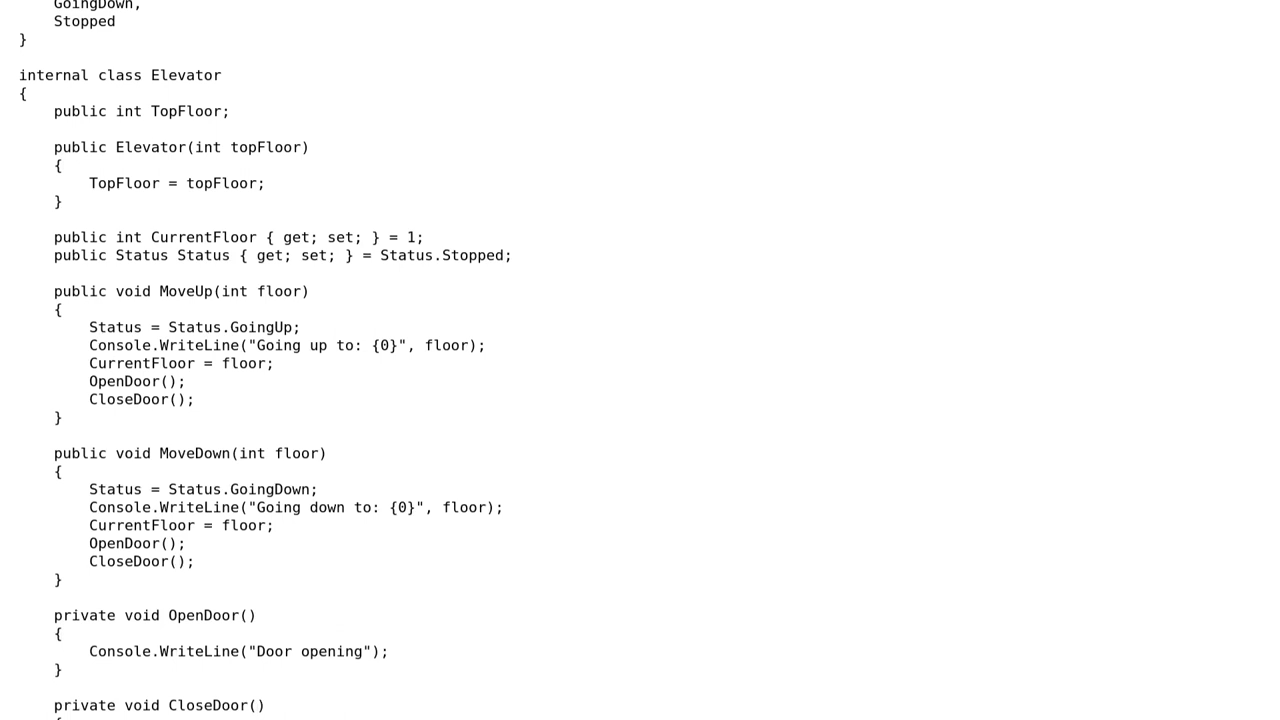 GoingDown,
Stopped
}
internal class Elevator
{
public int TopFloor;
public Elevator(int topFloor)
{
TopFloor = topFloor;
}
public int CurrentFloor { get; set; } = 1;
public Status Status { get; set; } = Status.Stopped;
public void MoveUp(int floor)
{
Status = Status.GoingUp;
Console.WriteLine("Going up to: {0}", floor);
CurrentFloor = floor;
OpenDoor();
CloseDoor();
}
public void MoveDown(int floor)
{
Status = Status.GoingDown;
Console.WriteLine("Going down to: {0}", floor);
CurrentFloor = floor;
OpenDoor();
CloseDoor();
}
private void OpenDoor()
{
Console.WriteLine("Door opening");
}
private void CloseDoor()
{